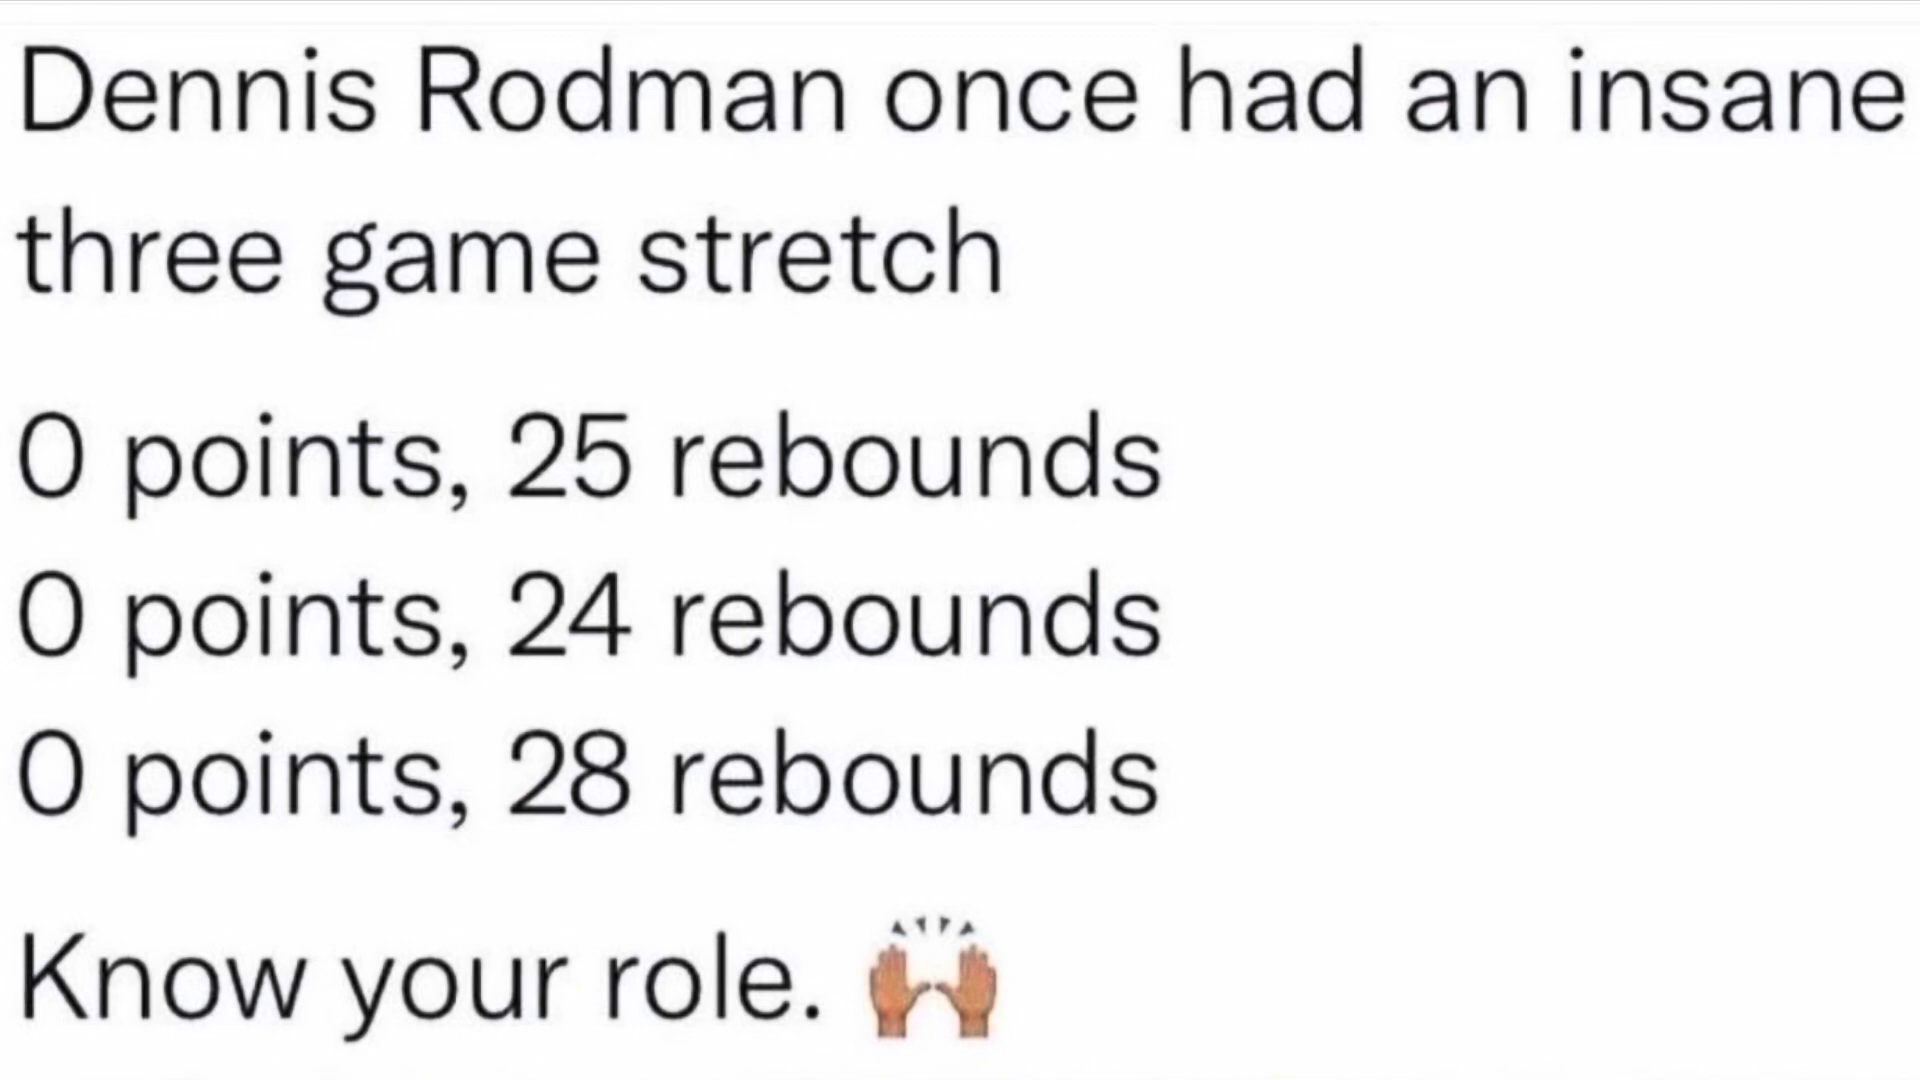 Dennis Rodman once had an insane
three game stretch
0 points, 25 rebounds
0 points, 24 rebounds
0 points, 28 rebounds
Know your role. 🙌🏽